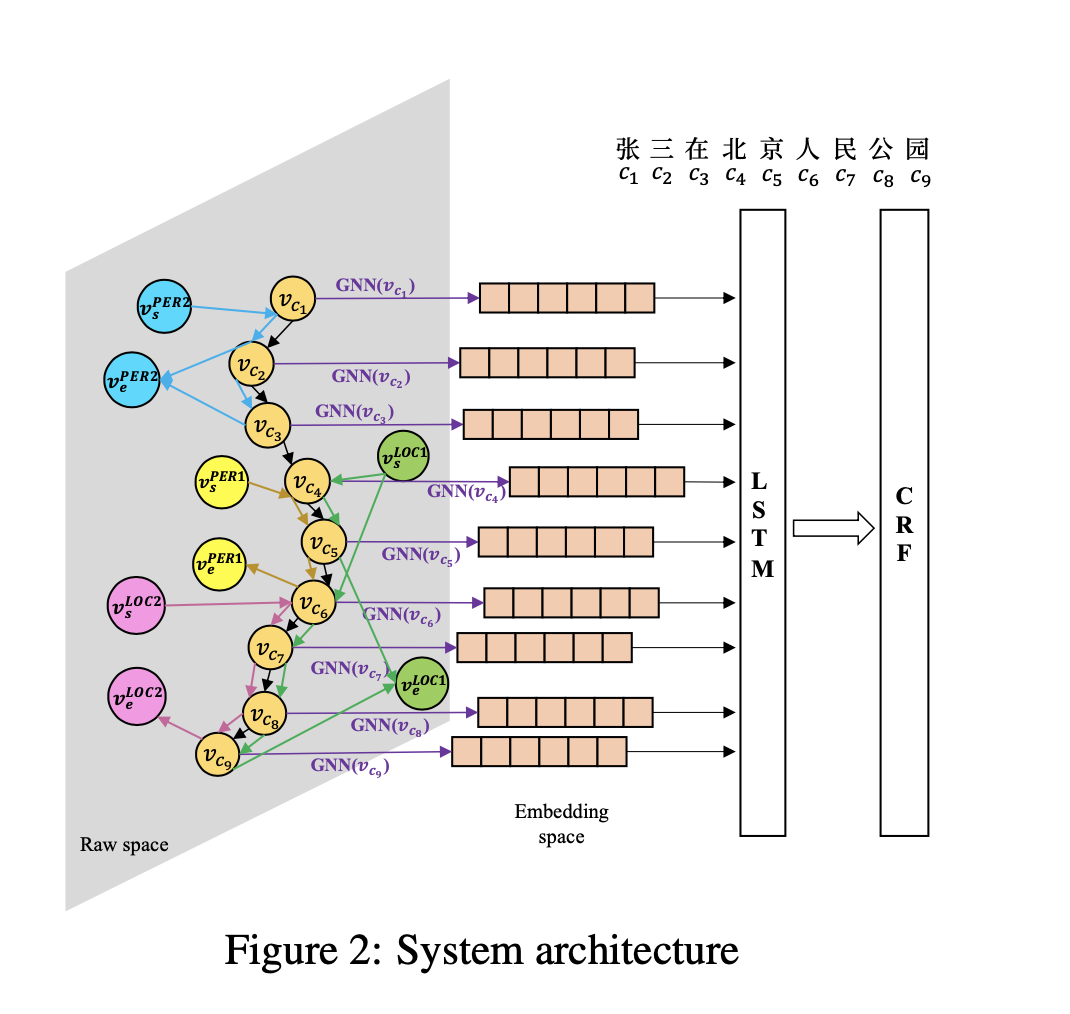 张 三 在 北 京 人 民 公 园
c₁ c₂ c₃ c₄ c₅ c₆ c₇ c₈ c₉
v_s^PER2
v_c₁
GNN(v_c₁)
v_e^PER2
v_c₂
GNN(v_c₂)
v_c₃
GNN(v_c₃)
v_s^LOC1
v_s^PER1
v_c₄
GNN(v_c₄)
v_c₅
GNN(v_c₅)
v_e^PER1
v_s^LOC2
v_c₆
GNN(v_c₆)
v_c₇
GNN(v_c₇)
v_e^LOC1
v_e^LOC2
v_c₈
GNN(v_c₈)
v_c₉
GNN(v_c₉)
LSTM
CRF
Embedding
space
Raw space
Figure 2: System architecture